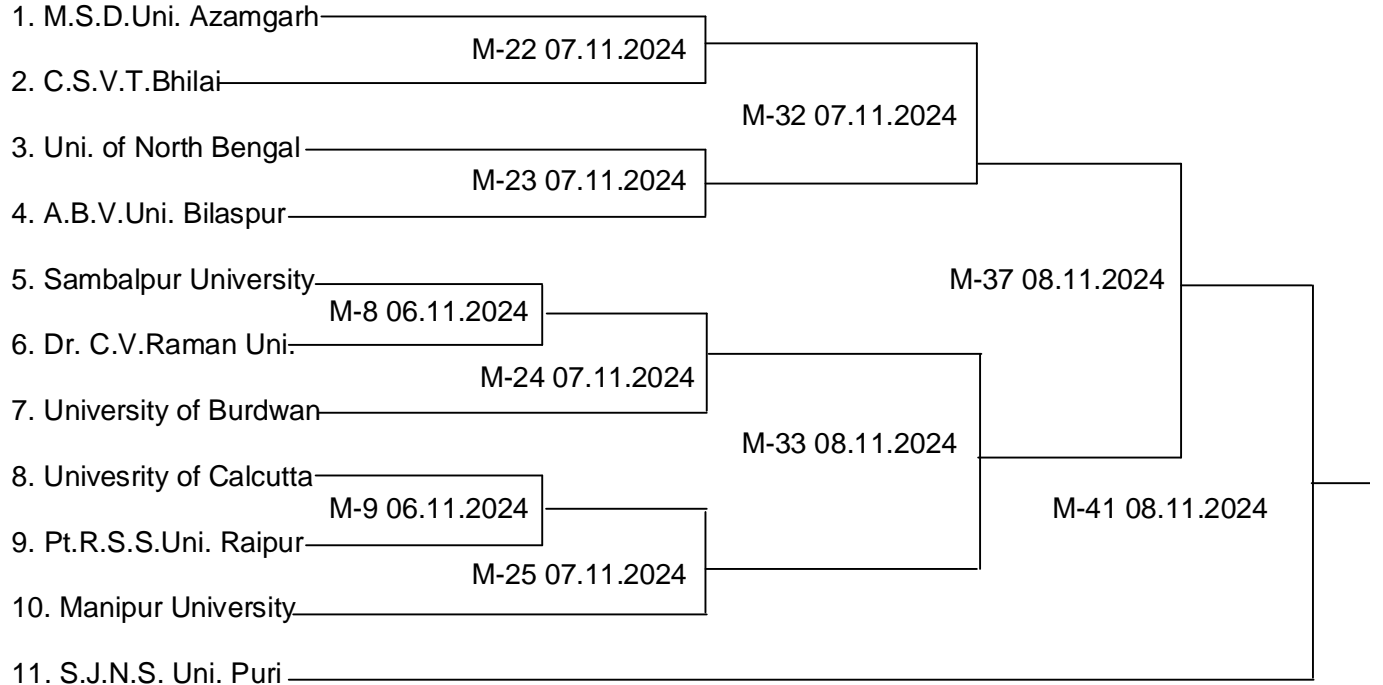 1. M.S.D.Uni. Azamgarh
M-22 07.11.2024
2. C.S.V.T.Bhilai
M-32 07.11.2024
3. Uni. of North Bengal
M-23 07.11.2024
4. A.B.V.Uni. Bilaspur
5. Sambalpur University
M-37 08.11.2024
M-8 06.11.2024
6. Dr. C.V.Raman Uni.
M-24 07.11.2024
7. University of Burdwan
M-33 08.11.2024
8. Univesrity of Calcutta
M-9 06.11.2024
M-41 08.11.2024
9. Pt.R.S.S.Uni. Raipur
M-25 07.11.2024
10. Manipur University
11. S.J.N.S. Uni. Puri